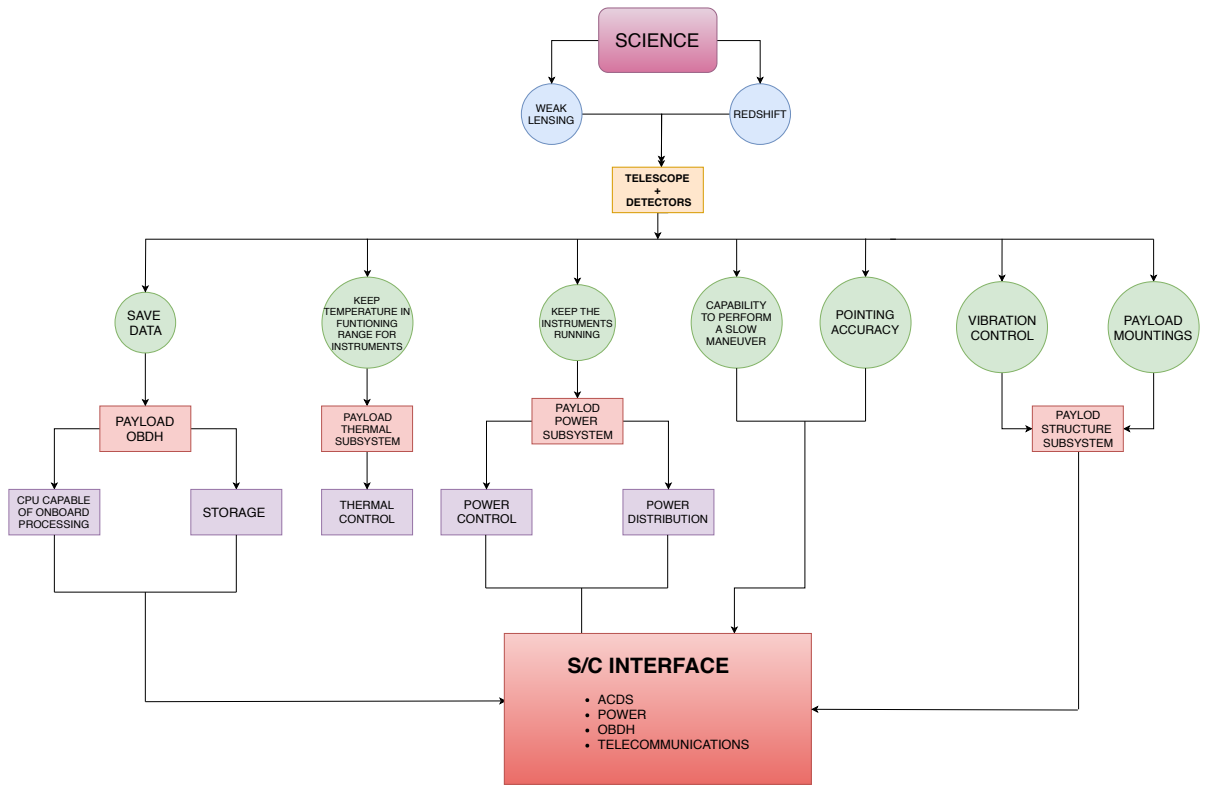 SCIENCE
WEAK
LENSING
REDSHIFT
TELESCOPE
+
DETECTORS
SAVE
DATA
KEEP
TEMPERATURE IN
FUNTIONING
RANGE FOR
INSTRUMENTS
KEEP THE
INSTRUMENTS
RUNNING
CAPABILITY
TO PERFORM
A SLOW
MANEUVER
POINTING
ACCURACY
VIBRATION
CONTROL
PAYLOAD
MOUNTINGS
PAYLOAD
OBDH
PAYLOAD
THERMAL
SUBSYSTEM
PAYLOD
POWER
SUBSYSTEM
PAYLOD
STRUCTURE
SUBSYSTEM
CPU CAPABLE
OF ONBOARD
PROCESSING
STORAGE
THERMAL
CONTROL
POWER
CONTROL
POWER
DISTRIBUTION
S/C INTERFACE
• ACDS
• POWER
• OBDH
• TELECOMMUNICATIONS